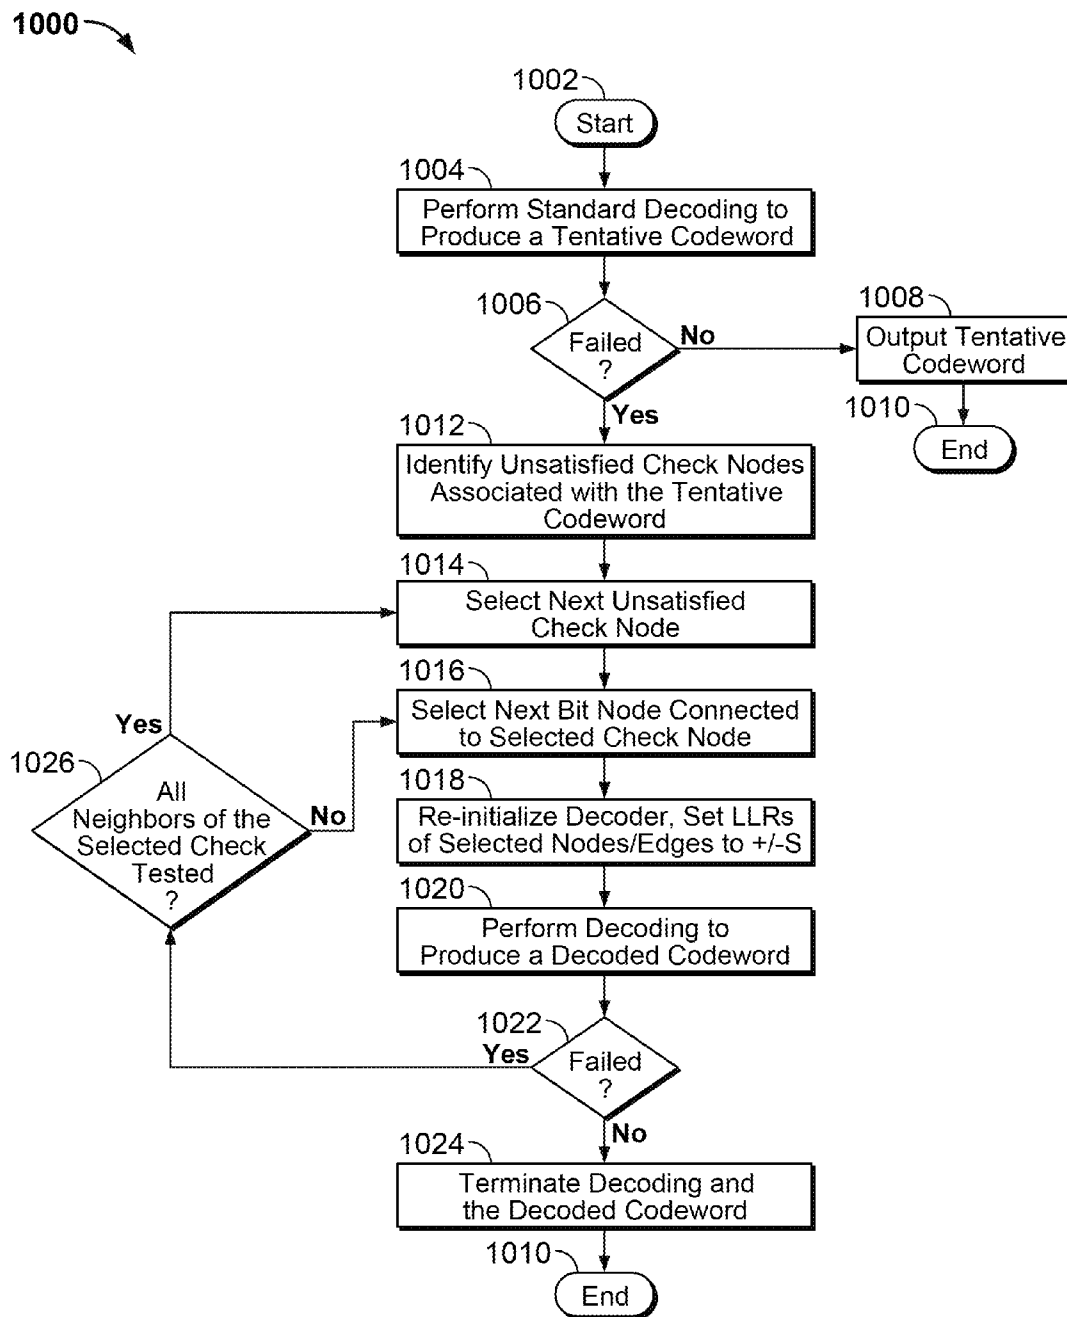 1000
1002
Start
1004
Perform Standard Decoding to
Produce a Tentative Codeword
1006
Failed
?
No
1008
Output Tentative
Codeword
1010
End
Yes
1012
Identify Unsatisfied Check Nodes
Associated with the Tentative
Codeword
1014
Select Next Unsatisfied
Check Node
1016
Select Next Bit Node Connected
to Selected Check Node
Yes
1026
All
Neighbors of the
Selected Check
Tested
?
No
1018
Re-initialize Decoder, Set LLRs
of Selected Nodes/Edges to +/-S
1020
Perform Decoding to
Produce a Decoded Codeword
1022
Yes
Failed
?
No
1024
Terminate Decoding and
the Decoded Codeword
1010
End